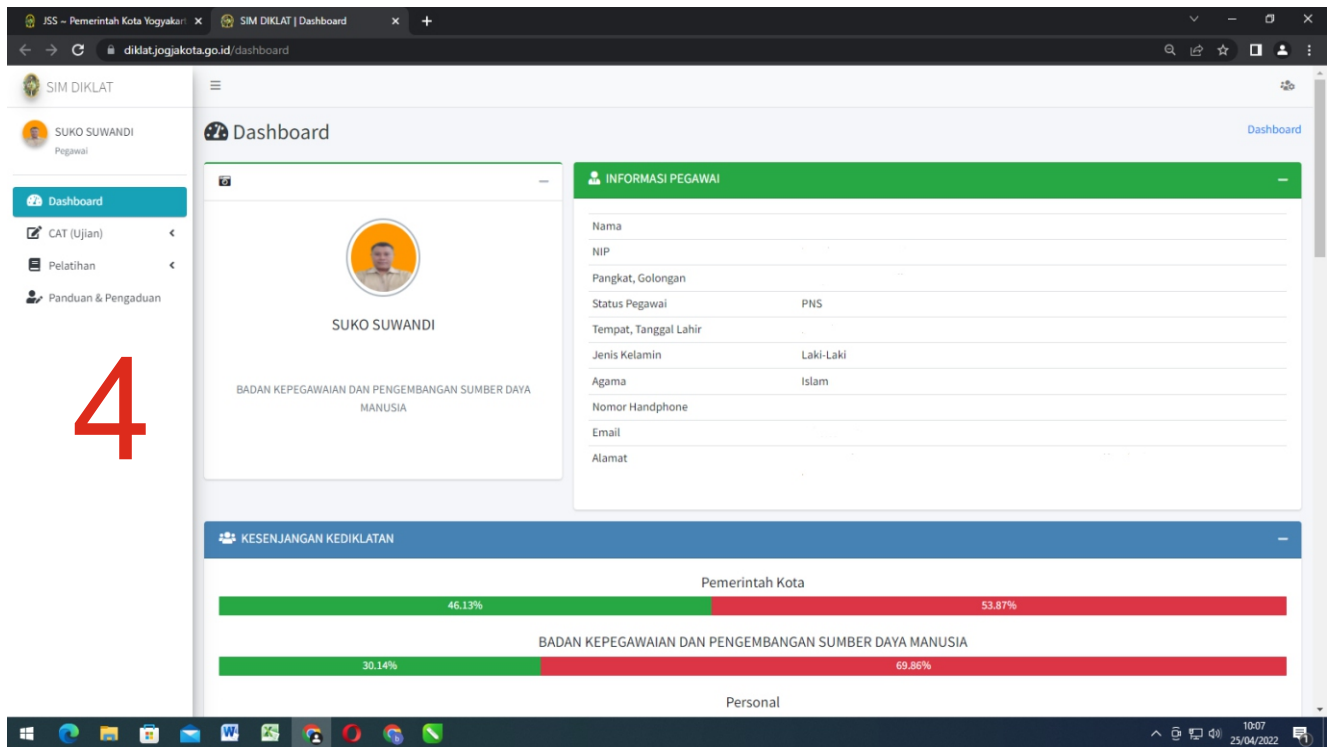 JSS ~ Pemerintah Kota Yogyakart
SIM DIKLAT | Dashboard
diklat.jogjakota.go.id/dashboard
SIM DIKLAT
SUKO SUWANDI
Pegawai
Dashboard
CAT (Ujian)
Pelatihan
Panduan & Pengaduan
4
Dashboard
Dashboard
SUKO SUWANDI
BADAN KEPEGAWAIAN DAN PENGEMBANGAN SUMBER DAYA
MANUSIA
INFORMASI PEGAWAI
Nama
NIP
Pangkat, Golongan
Status Pegawai PNS
Tempat, Tanggal Lahir
Jenis Kelamin Laki-Laki
Agama Islam
Nomor Handphone
Email
Alamat
KESENJANGAN KEDIKLATAN
Pemerintah Kota
46.13% 53.87%
BADAN KEPEGAWAIAN DAN PENGEMBANGAN SUMBER DAYA MANUSIA
30.14% 69.86%
Personal
10:07
25/04/2022